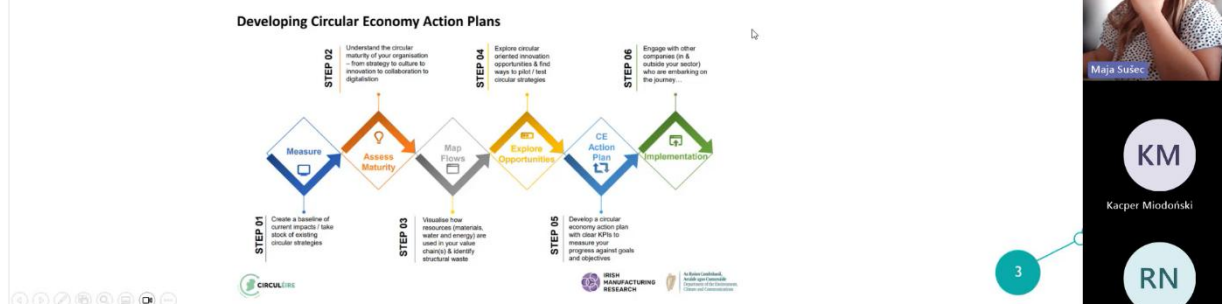 Developing Circular Economy Action Plans
STEP 02
Understand the circular
maturity of your organisation
– from strategy to culture to
innovation to collaboration to
digitalistion
STEP 04
Explore circular
oriented innovation
opportunities & find
ways to pilot / test
circular strategies
STEP 06
Engage with other
companies (in &
outside your sector)
who are embarking on
the journey…
Measure
Assess
Maturity
Map
Flows
Explore
Opportunities
CE
Action
Plan
Implementation
STEP 01
Create a baseline of
current impacts / take
stock of existing
circular strategies
STEP 03
Visualise how
resources (materials,
water and energy) are
used in your value
chain(s) & identify
structural waste
STEP 05
Develop a circular
economy action plan
with clear KPIs to
measure your
progress against goals
and objectives
CIRCULÉIRE
IRISH
MANUFACTURING
RESEARCH
3
Maja Sušec
KM
Kacper Miodoński
RN